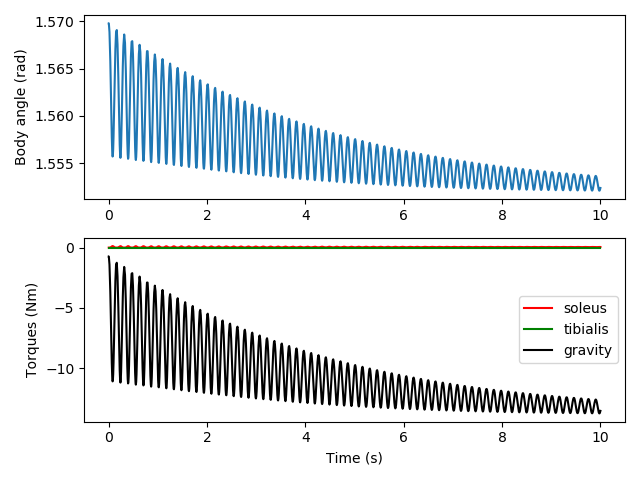 Body angle (rad)
1.570
1.565
1.560
1.555
0 2 4 6 8 10
Torques (Nm)
0
−5
−10
soleus
tibialis
gravity
0 2 4 6 8 10
Time (s)